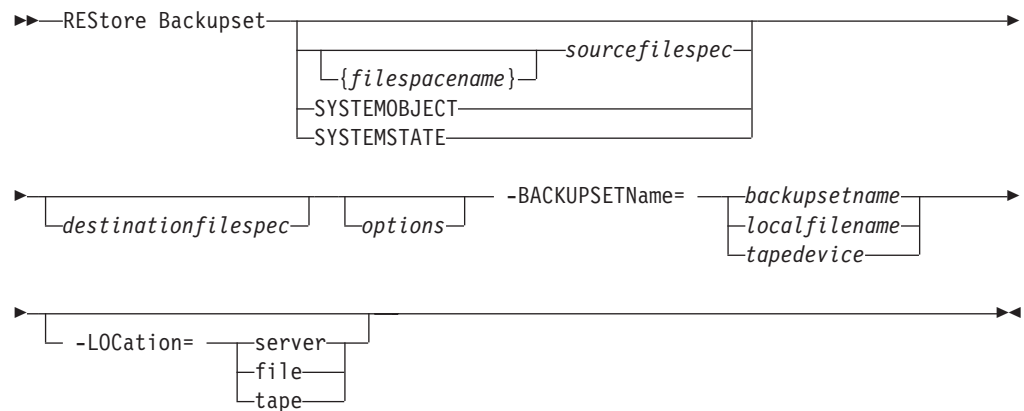 REStore Backupset
sourcefilespec
{filespacename}
SYSTEMOBJECT
SYSTEMSTATE
destinationfilespec
options
-BACKUPSETName=
backupsetname
localfilename
tapedevice
-LOCation=
server
file
tape